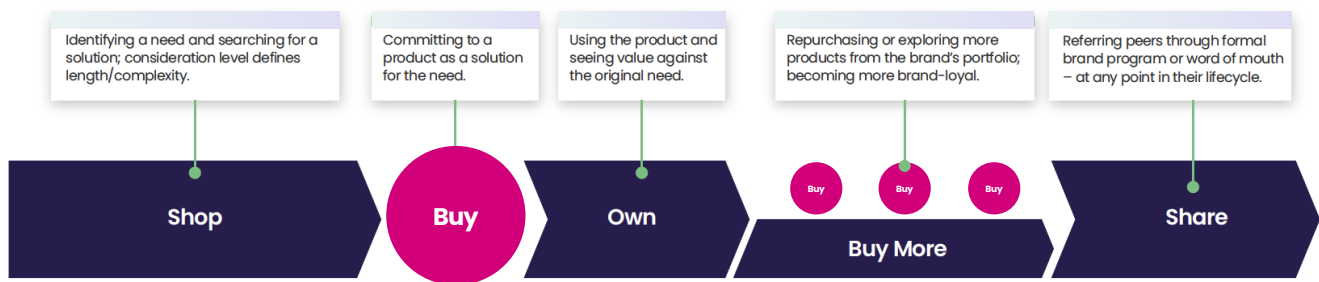 Identifying a need and searching for a
solution; consideration level defines
length/complexity.
Committing to a
product as a solution
for the need.
Using the product and
seeing value against
the original need.
Repurchasing or exploring more
products from the brand's portfolio;
becoming more brand-loyal.
Referring peers through formal
brand program or word of mouth
– at any point in their lifecycle.
Shop
Buy
Own
Buy
Buy
Buy
Buy More
Share